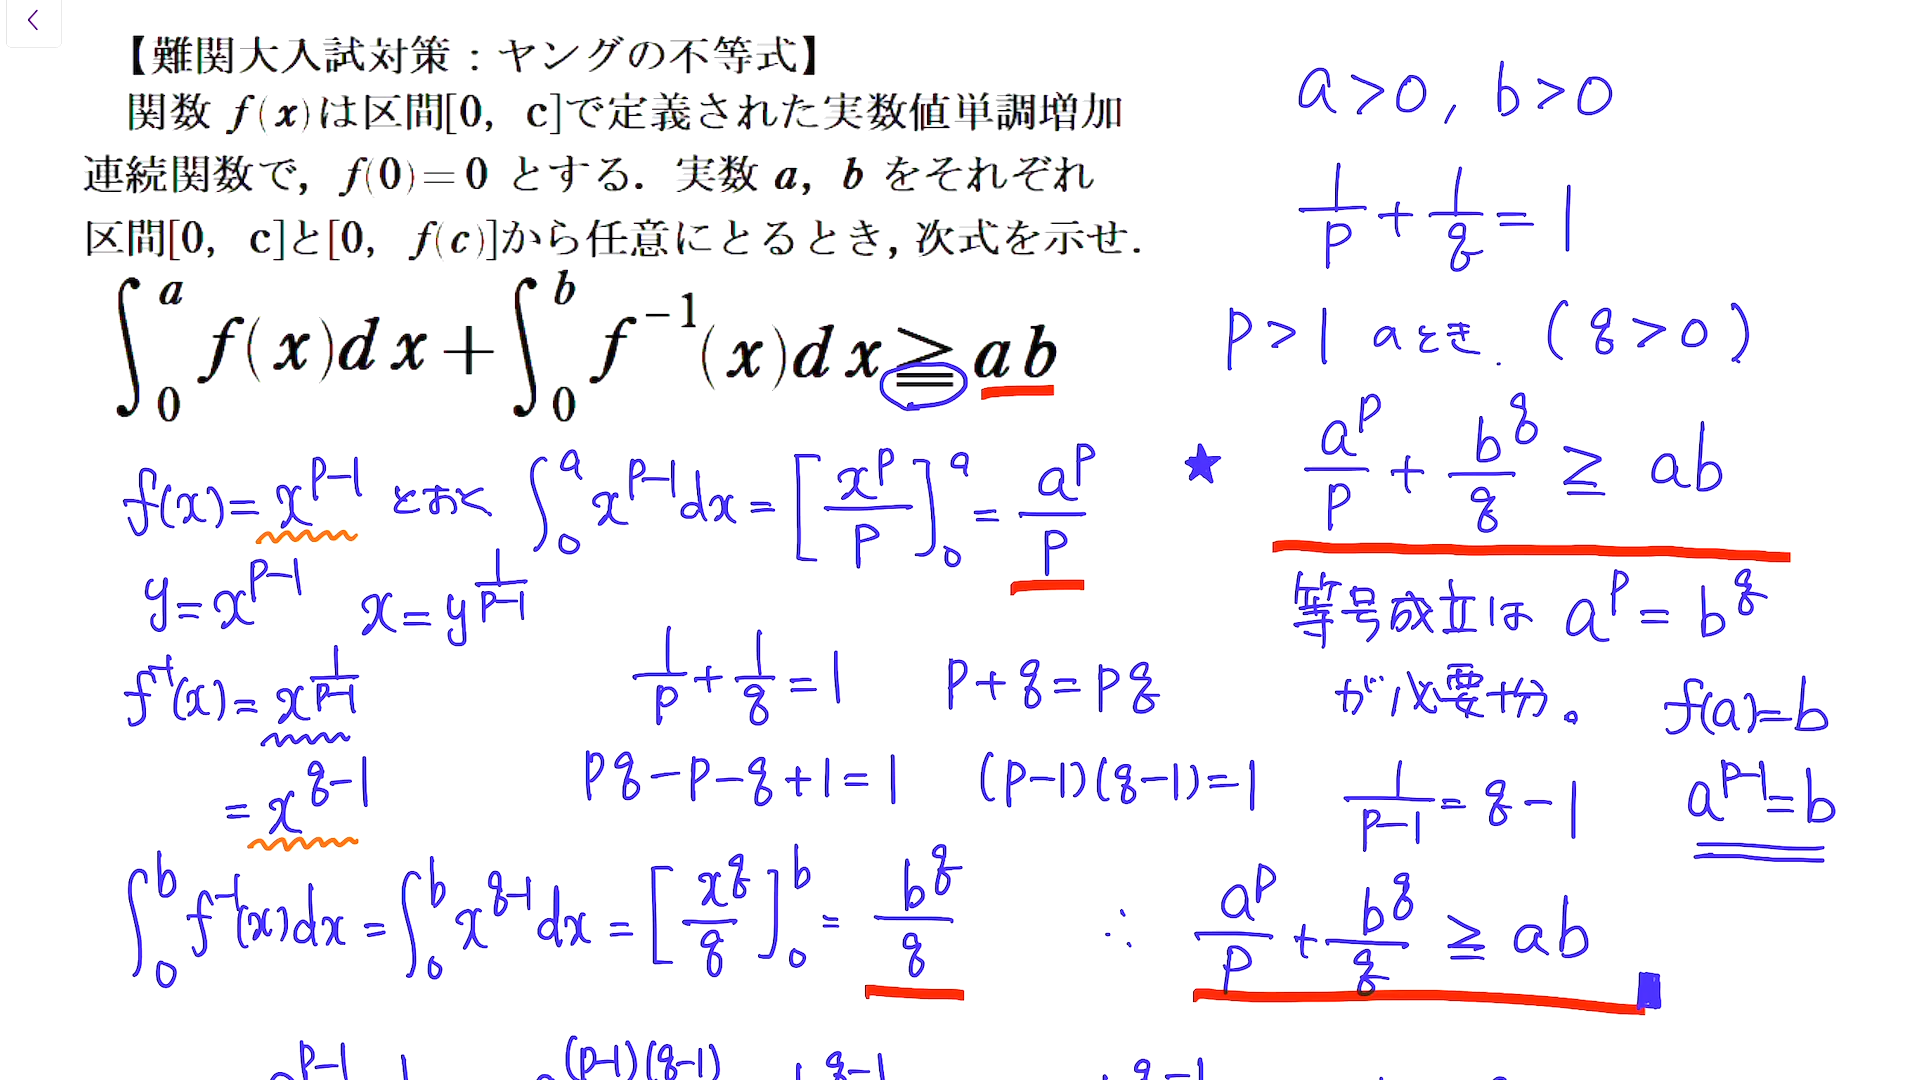 【難関大入試対策：ヤングの不等式】
関数 f(x)は区間[0, c]で定義された実数値単調増加
連続関数で, f(0)=0 とする. 実数 a, b をそれぞれ
区間[0, c]と[0, f(c)]から任意にとるとき, 次式を示せ.
∫₀ᵃ f(x)dx+∫₀ᵇ f⁻¹(x)dx≧ab
f(x)=x^{p-1} とおく ∫₀ᵃ x^{p-1}dx=[x^p/p]₀ᵃ=a^p/p
y=x^{p-1} x=y^{1/(p-1)}
f⁻¹(x)=x^{1/(p-1)}
=x^{q-1}
1/p+1/q=1 p+q=pq
pq-p-q+1=1 (p-1)(q-1)=1 1/(p-1)=q-1
∫₀ᵇ f⁻¹(x)dx=∫₀ᵇ x^{q-1}dx=[x^q/q]₀ᵇ=b^q/q
∴ a^p/p+b^q/q≧ab
a>0, b>0
1/p+1/q=1
p>1 のとき. (q>0)
★ a^p/p+b^q/q≧ab
等号成立は a^p=b^q
が必要十分。 f(a)=b
a^{p-1}=b